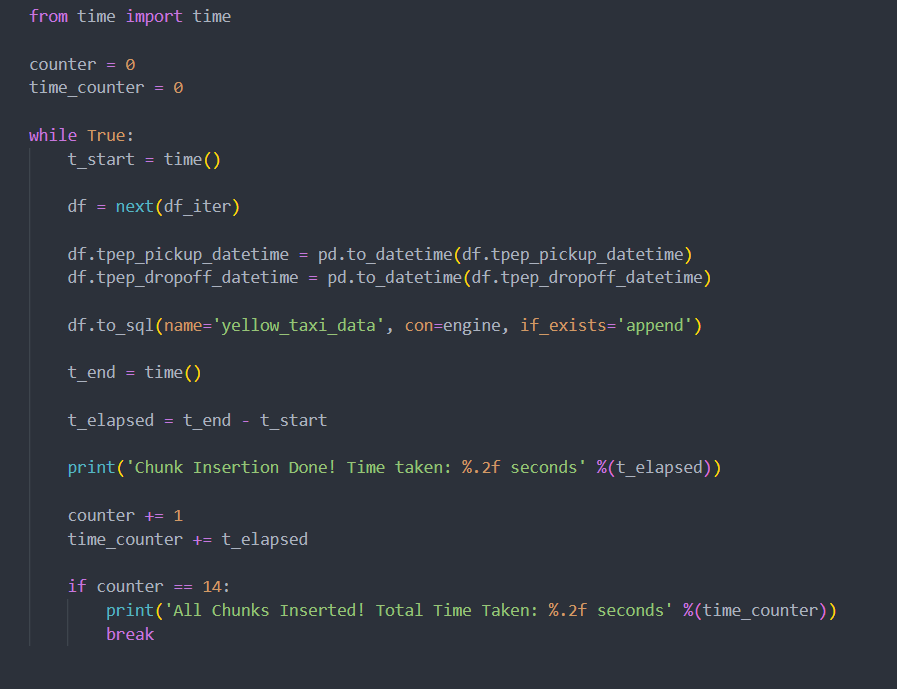 from time import time
counter = 0
time_counter = 0
while True:
t_start = time()
df = next(df_iter)
df.tpep_pickup_datetime = pd.to_datetime(df.tpep_pickup_datetime)
df.tpep_dropoff_datetime = pd.to_datetime(df.tpep_dropoff_datetime)
df.to_sql(name='yellow_taxi_data', con=engine, if_exists='append')
t_end = time()
t_elapsed = t_end - t_start
print('Chunk Insertion Done! Time taken: %.2f seconds' %(t_elapsed))
counter += 1
time_counter += t_elapsed
if counter == 14:
print('All Chunks Inserted! Total Time Taken: %.2f seconds' %(time_counter))
break